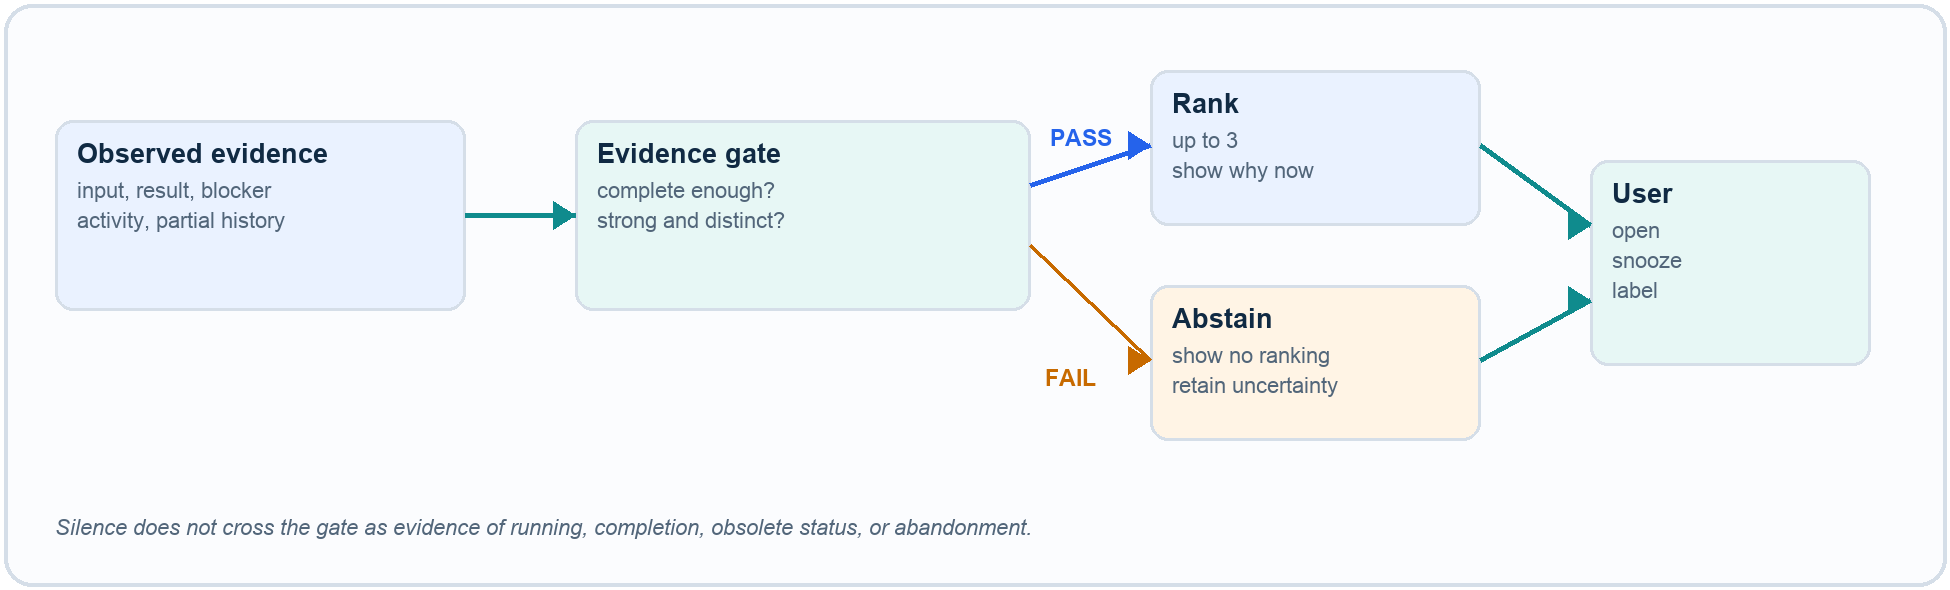 Observed evidence
input, result, blocker
activity, partial history
Evidence gate
complete enough?
strong and distinct?
PASS
FAIL
Rank
up to 3
show why now
Abstain
show no ranking
retain uncertainty
User
open
snooze
label
Silence does not cross the gate as evidence of running, completion, obsolete status, or abandonment.